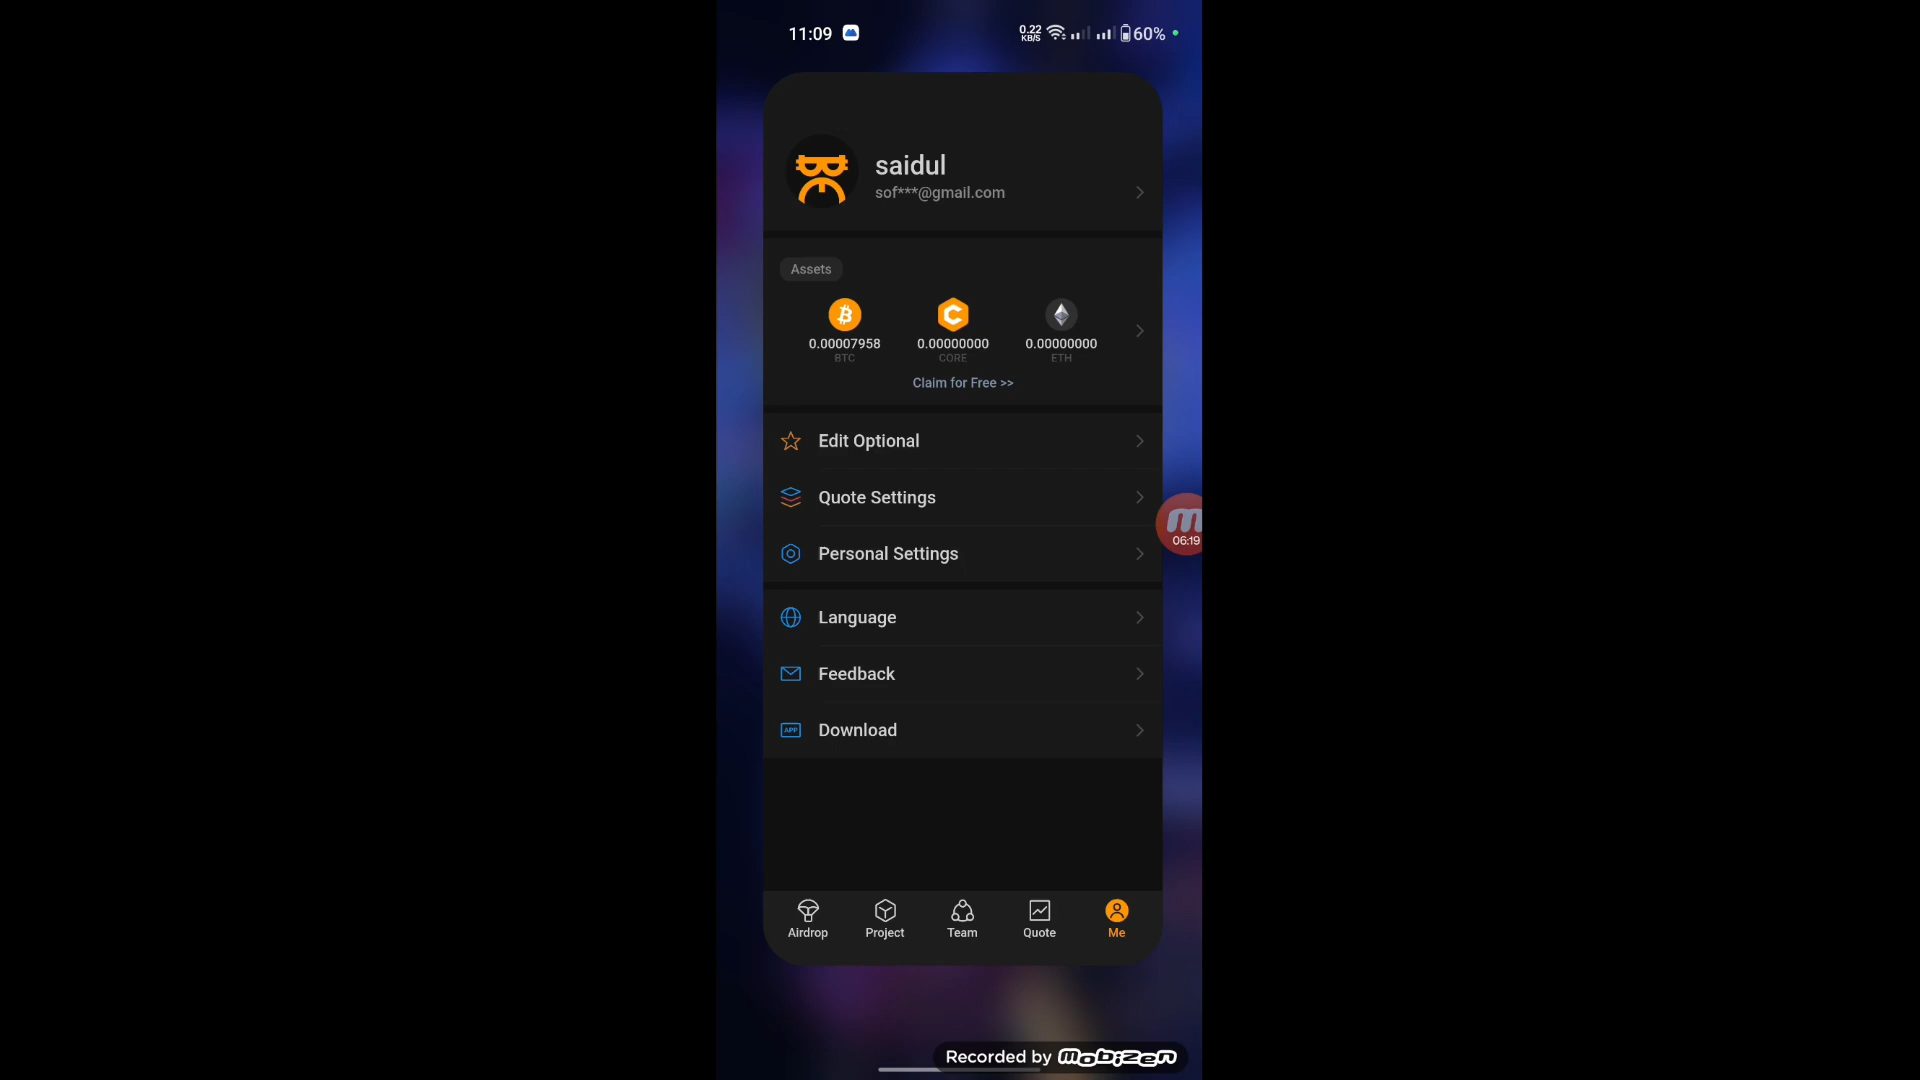 11:09
0.22 KB/S 60%
saidul
sof***@gmail.com
Assets
0.00007958 0.00000000 0.00000000
BTC CORE ETH
Claim for Free >>
Edit Optional
Quote Settings
Personal Settings
06:19
Language
Feedback
APP Download
Airdrop Project Team Quote Me
Recorded by mobizen